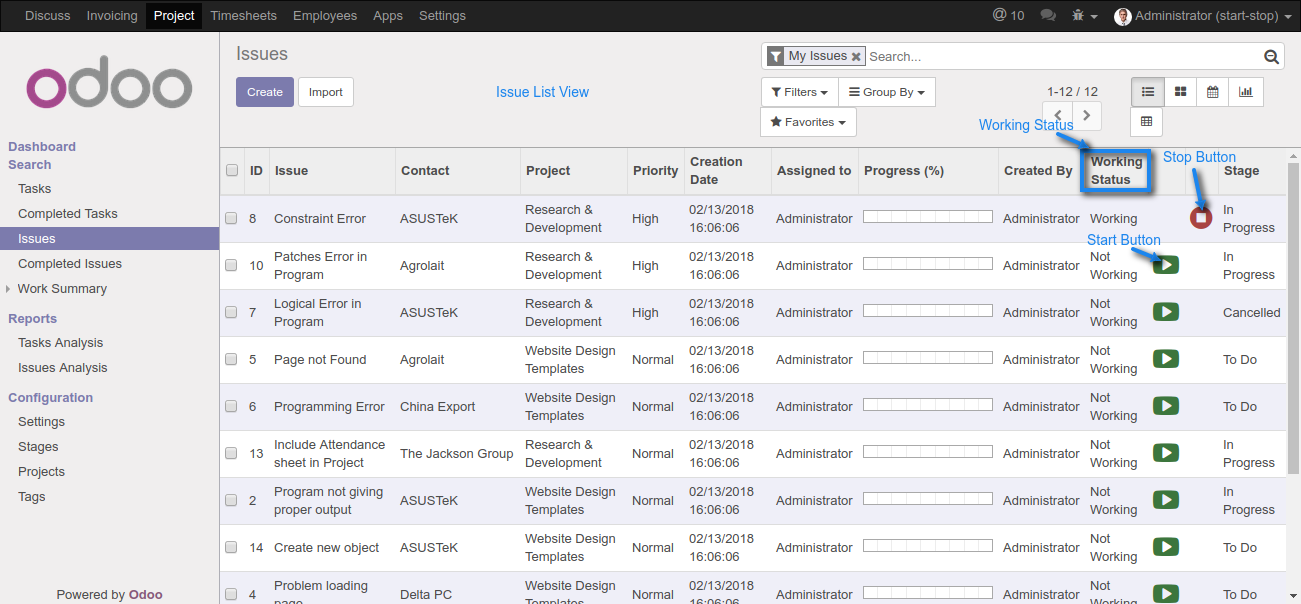 Discuss Invoicing Project Timesheets Employees Apps Settings @ 10 Administrator (start-stop)
odoo
Dashboard
Search
Tasks
Completed Tasks
Issues
Completed Issues
Work Summary
Reports
Tasks Analysis
Issues Analysis
Configuration
Settings
Stages
Projects
Tags
Powered by Odoo
Issues
My Issues Search...
Create Import
Issue List View
Filters Group By
Favorites
1-12 / 12
Working Status
Stop Button
Start Button
ID Issue Contact Project Priority Creation Assigned to Progress (%) Created By Working Stage
Date Status
8 Constraint Error ASUSTeK Research & High 02/13/2018 Administrator Administrator Working In
Development 16:06:06 Progress
10 Patches Error in Agrolait Research & High 02/13/2018 Administrator Administrator Not In
Program Development 16:06:06 Working Progress
7 Logical Error in ASUSTeK Research & High 02/13/2018 Administrator Administrator Not Cancelled
Program Development 16:06:06 Working
5 Page not Found Agrolait Website Design Normal 02/13/2018 Administrator Administrator Not To Do
Templates 16:06:06 Working
6 Programming Error China Export Website Design Normal 02/13/2018 Administrator Administrator Not To Do
Templates 16:06:06 Working
13 Include Attendance The Jackson Group Research & Normal 02/13/2018 Administrator Administrator Not In
sheet in Project Development 16:06:06 Working Progress
2 Program not giving ASUSTeK Website Design Normal 02/13/2018 Administrator Administrator Not In
proper output Templates 16:06:06 Working Progress
14 Create new object ASUSTeK Website Design Normal 02/13/2018 Administrator Administrator Not To Do
Templates 16:06:06 Working
4 Problem loading Delta PC Website Design Normal 02/13/2018 Administrator Administrator Not To Do
page Templates 16:06:06 Working